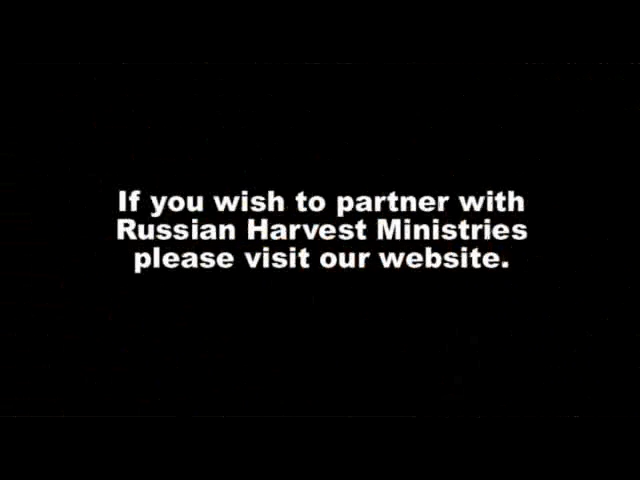 If you wish to partner with
Russian Harvest Ministries
please visit our website.